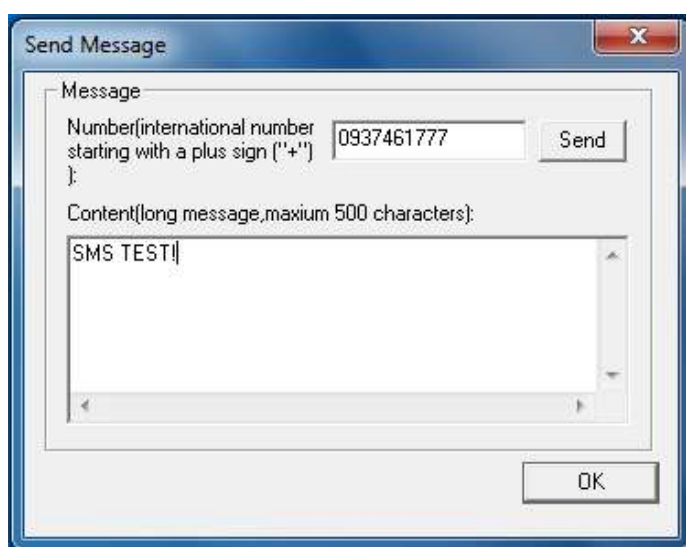 Send Message
Message
Number(international number
starting with a plus sign ("+")
):
0937461777
Send
Content(long message,maxium 500 characters):
SMS TEST!
OK